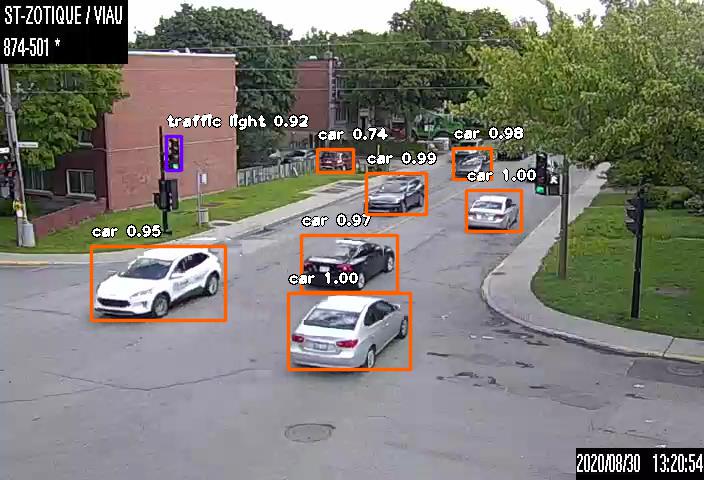 ST-ZOTIQUE / VIAU
874-501 *
traffic light 0.92
car 0.74
car 0.98
car 0.99
car 1.00
car 0.97
car 0.95
car 1.00
2020/08/30 13:20:54